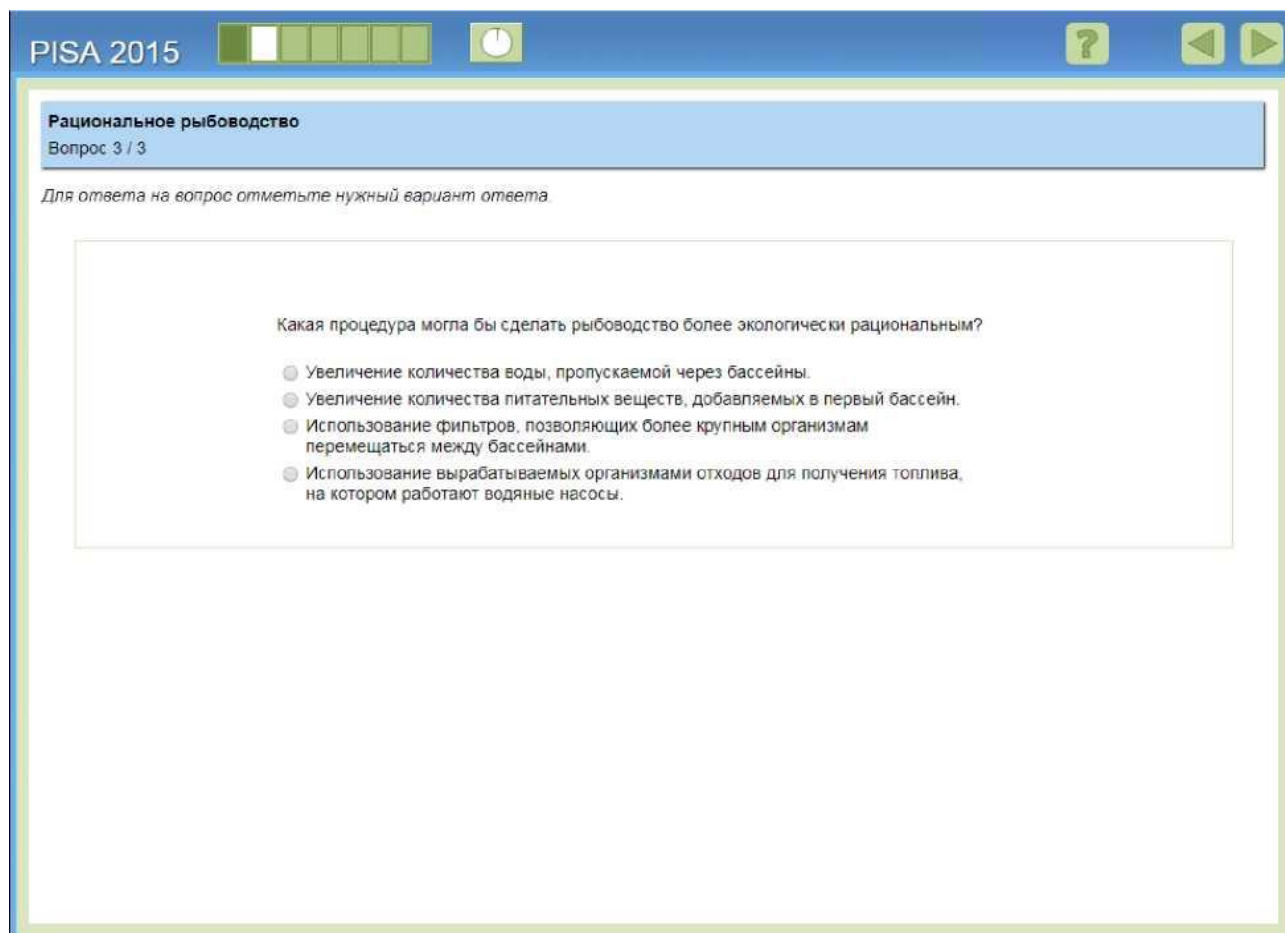 PISA 2015
?
Рациональное рыбоводство
Вопрос 3 / 3
Для ответа на вопрос отметьте нужный вариант ответа.
Какая процедура могла бы сделать рыбоводство более экологически рациональным?
Увеличение количества воды, пропускаемой через бассейны.
Увеличение количества питательных веществ, добавляемых в первый бассейн.
Использование фильтров, позволяющих более крупным организмам
перемещаться между бассейнами.
Использование вырабатываемых организмами отходов для получения топлива,
на котором работают водяные насосы.